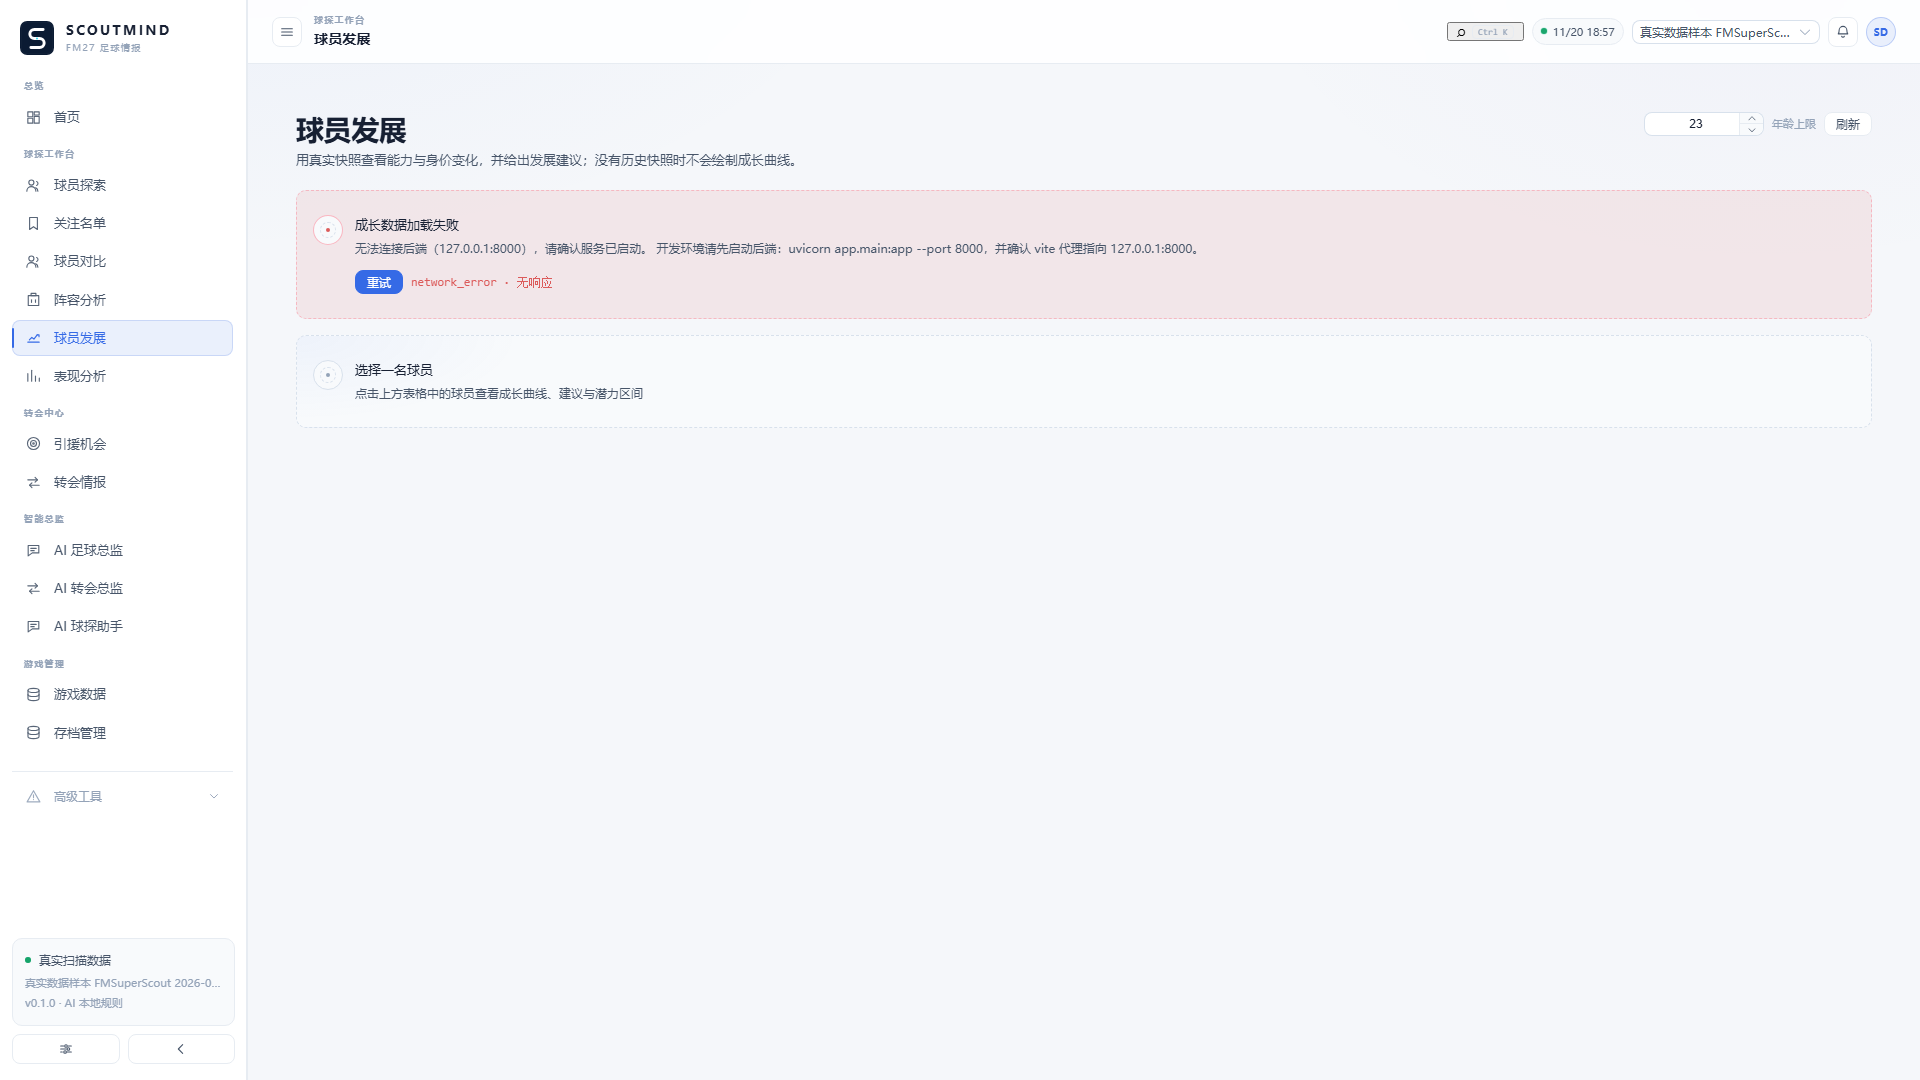 SCOUTMIND
FM27 足球情报
总览
首页
球探工作台
球员探索
关注名单
球员对比
阵容分析
球员发展
表现分析
转会中心
引援机会
转会情报
智能总监
AI 足球总监
AI 转会总监
AI 球探助手
游戏管理
游戏数据
存档管理
高级工具
真实扫描数据
真实数据样本 FMSuperScout 2026-0...
v0.1.0 · AI 本地规则
球探工作台
球员发展
Ctrl K
11/20 18:57
真实数据样本 FMSuperSc...
SD
球员发展
用真实快照查看能力与身价变化，并给出发展建议；没有历史快照时不会绘制成长曲线。
23
年龄上限
刷新
成长数据加载失败
无法连接后端（127.0.0.1:8000），请确认服务已启动。 开发环境请先启动后端：uvicorn app.main:app --port 8000，并确认 vite 代理指向 127.0.0.1:8000。
重试
network_error · 无响应
选择一名球员
点击上方表格中的球员查看成长曲线、建议与潜力区间